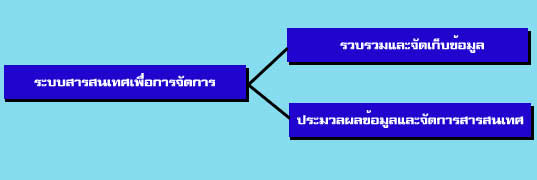 ระบบสารสนเทศเพื่อการจัดการ
รวบรวมและจัดเก็บข้อมูล
ประมวลผลข้อมูลและจัดการสารสนเทศ